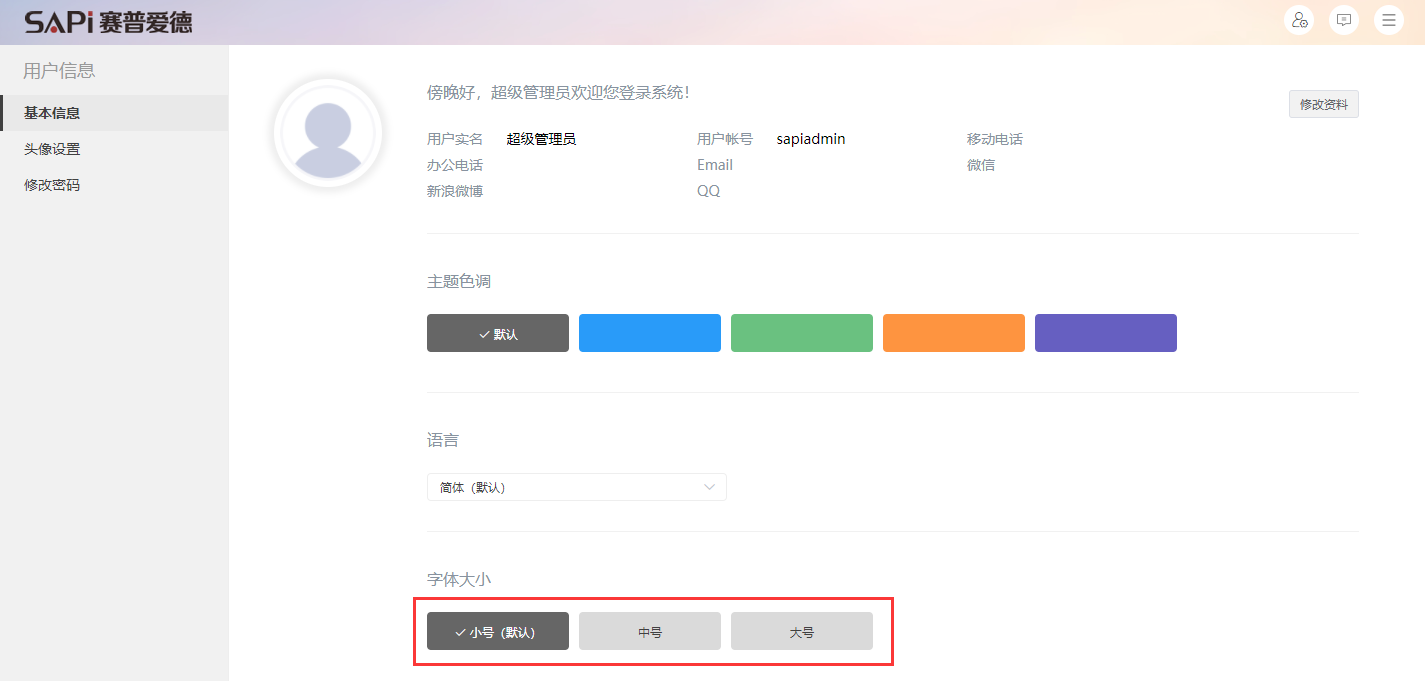 SAPi 赛普爱德
用户信息
基本信息
头像设置
修改密码
傍晚好，超级管理员欢迎您登录系统！
修改资料
用户实名 超级管理员 用户帐号 sapiadmin 移动电话
办公电话 Email 微信
新浪微博 QQ
主题色调
默认
语言
简体（默认）
字体大小
小号（默认） 中号 大号